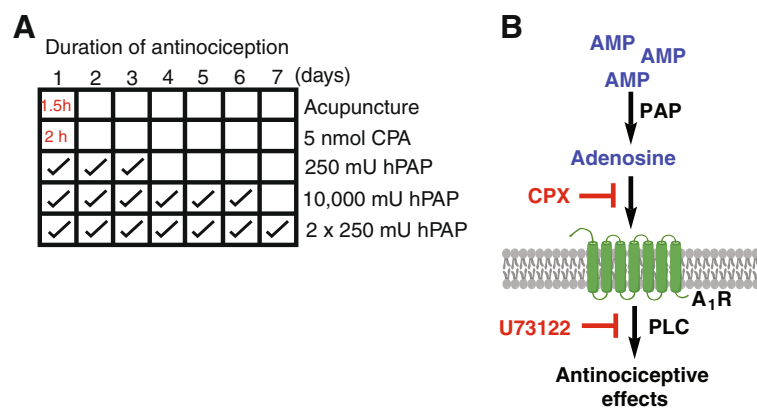 A
Duration of antinociception
1 2 3 4 5 6 7 (days)
1.5h Acupuncture
2 h 5 nmol CPA
250 mU hPAP
10,000 mU hPAP
2 x 250 mU hPAP
B
AMP
AMP
AMP
PAP
Adenosine
CPX
A₁R
U73122 PLC
Antinociceptive
effects